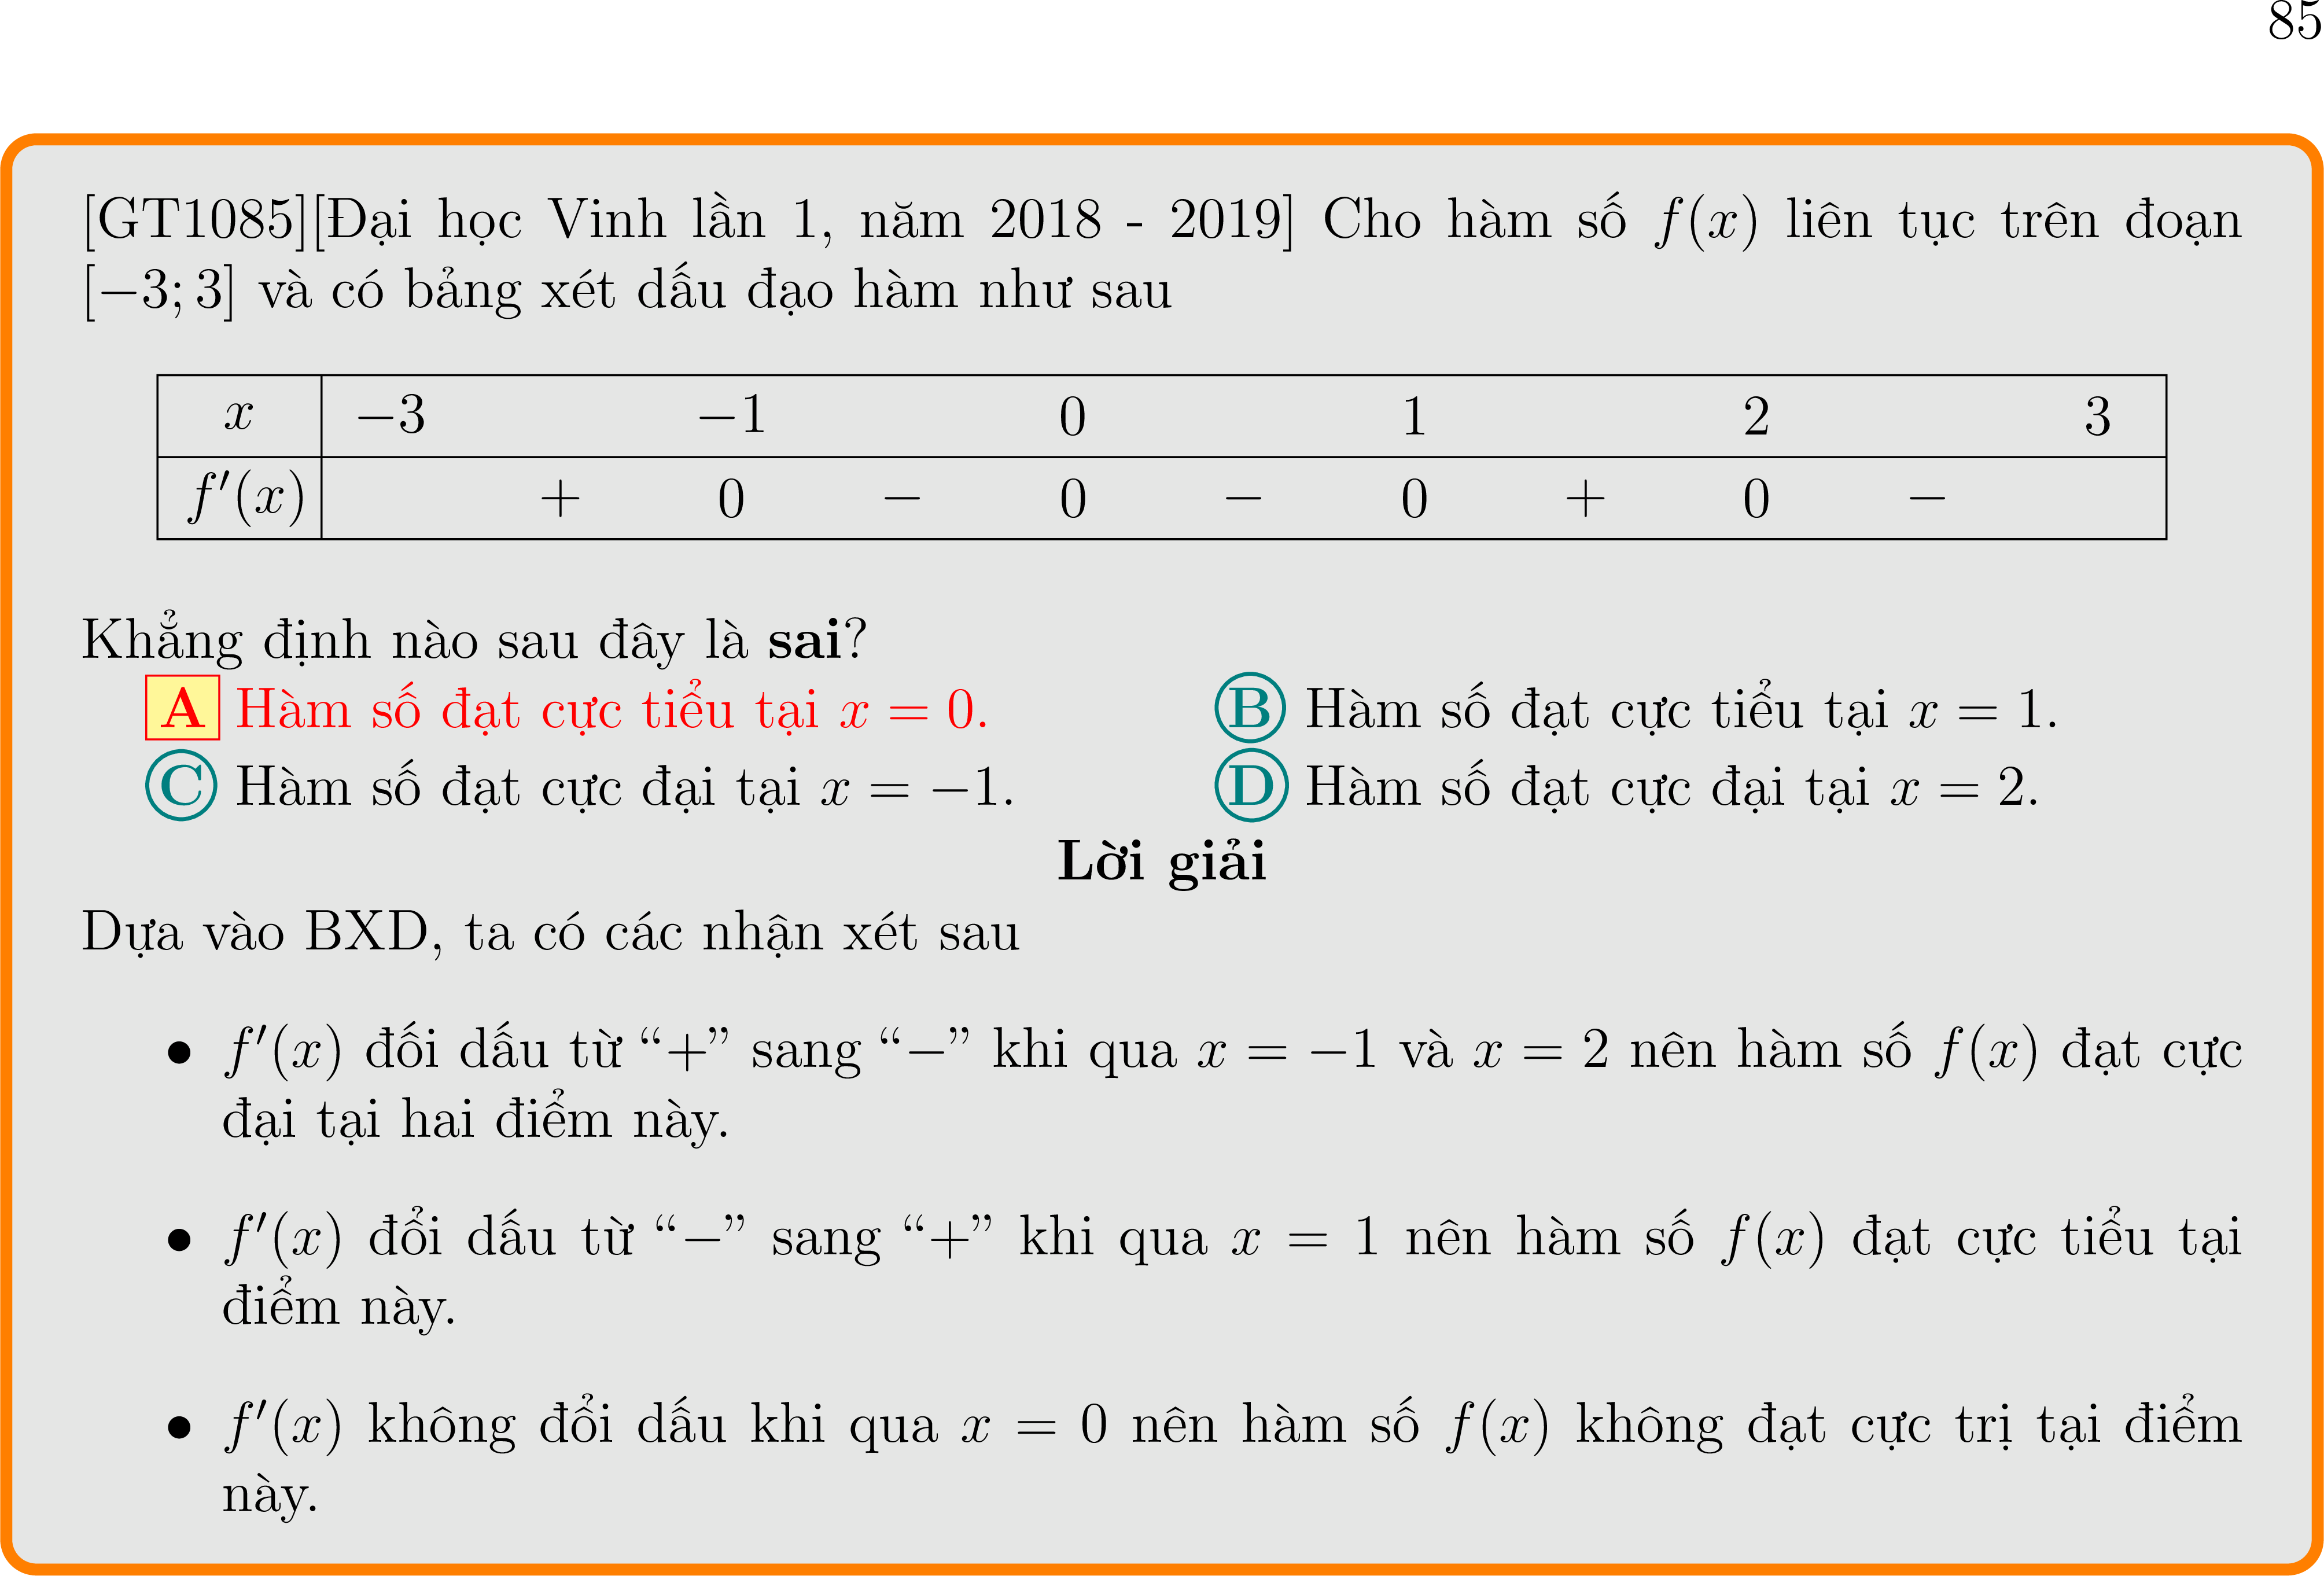 85
[GT1085][Đại học Vinh lần 1, năm 2018 - 2019] Cho hàm số f(x) liên tục trên đoạn
[−3; 3] và có bảng xét dấu đạo hàm như sau
x −3 −1 0 1 2 3
f′(x) + 0 − 0 − 0 + 0 −
Khẳng định nào sau đây là sai?
A Hàm số đạt cực tiểu tại x = 0. B Hàm số đạt cực tiểu tại x = 1.
C Hàm số đạt cực đại tại x = −1. D Hàm số đạt cực đại tại x = 2.
Lời giải
Dựa vào BXD, ta có các nhận xét sau
• f′(x) đối dấu từ “+” sang “−” khi qua x = −1 và x = 2 nên hàm số f(x) đạt cực
đại tại hai điểm này.
• f′(x) đổi dấu từ “−” sang “+” khi qua x = 1 nên hàm số f(x) đạt cực tiểu tại
điểm này.
• f′(x) không đổi dấu khi qua x = 0 nên hàm số f(x) không đạt cực trị tại điểm
này.